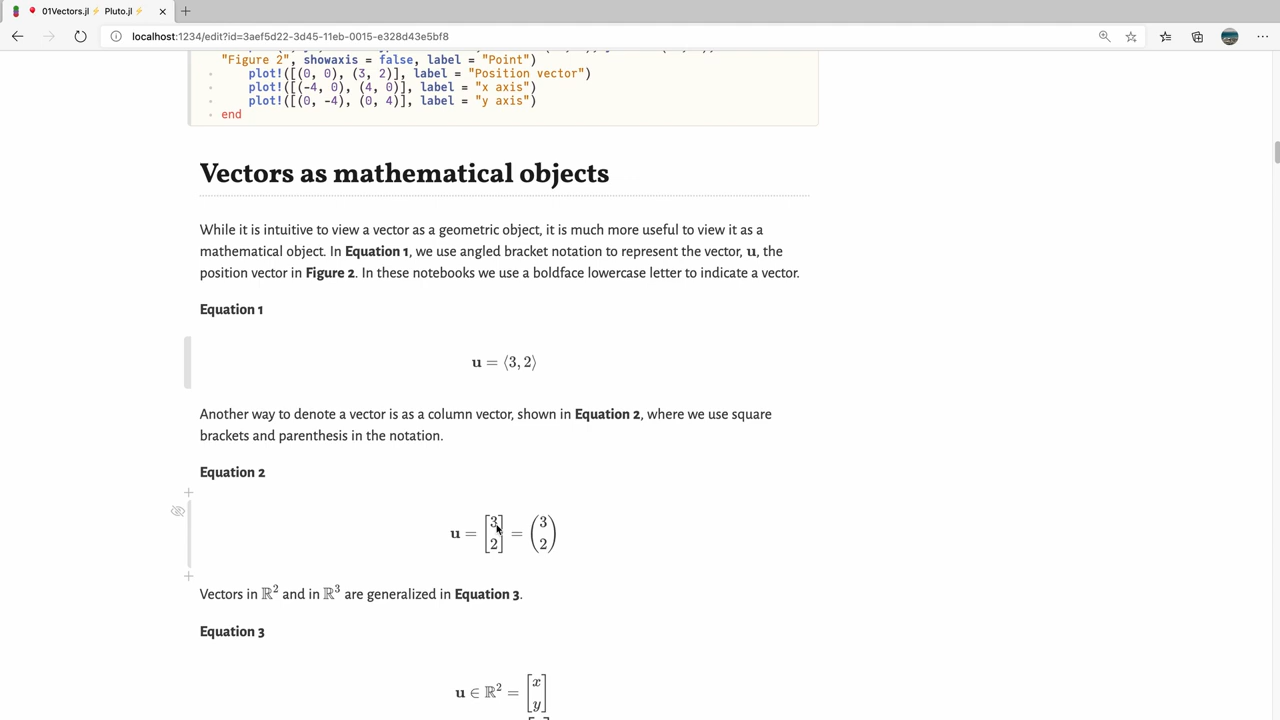 01Vectors.jl⚡ Pluto.jl⚡
localhost:1234/edit?id=3aef5d22-3d45-11eb-0015-e328d43e5bf8
"Figure 2", showaxis = false, label = "Point")
plot!([(0, 0), (3, 2)], label = "Position vector")
plot!([(-4, 0), (4, 0)], label = "x axis")
plot!([(0, -4), (0, 4)], label = "y axis")
end
Vectors as mathematical objects
While it is intuitive to view a vector as a geometric object, it is much more useful to view it as a
mathematical object. In Equation 1, we use angled bracket notation to represent the vector, u, the
position vector in Figure 2. In these notebooks we use a boldface lowercase letter to indicate a vector.
Equation 1
u = ⟨3, 2⟩
Another way to denote a vector is as a column vector, shown in Equation 2, where we use square
brackets and parenthesis in the notation.
Equation 2
u = [3 2] = (3 2)
Vectors in ℝ² and in ℝ³ are generalized in Equation 3.
Equation 3
u ∈ ℝ² = [x y]